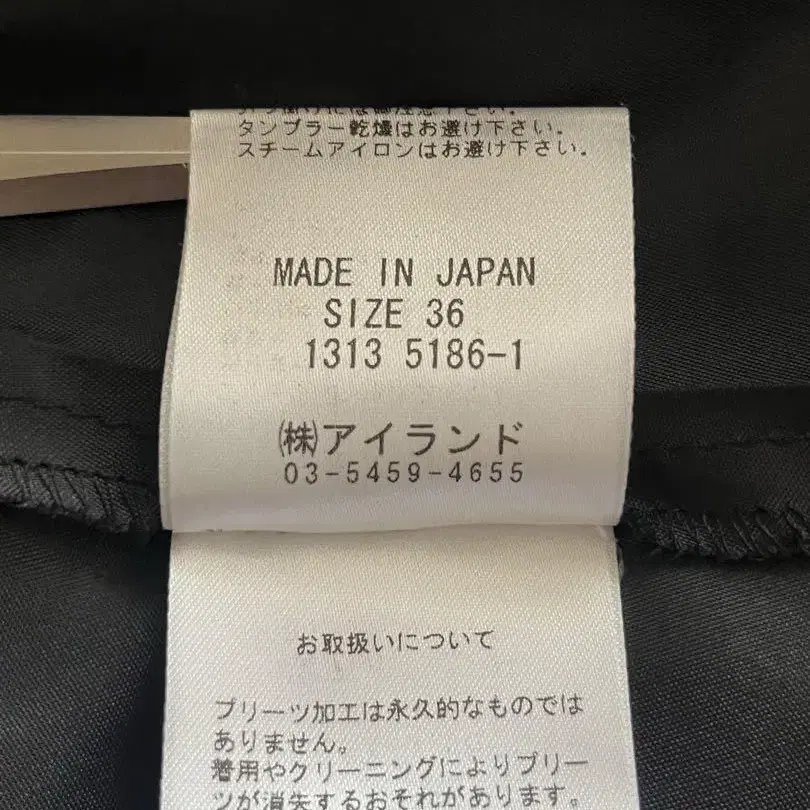 タンブラー乾燥はお避け下さい。
スチームアイロンはお避け下さい。
MADE IN JAPAN
SIZE 36
1313 5186-1
㈱アイランド
03-5459-4655
お取扱いについて
プリーツ加工は永久的なものでは
ありません。
着用やクリーニングによりプリー
ツが消失するおそれがあります。